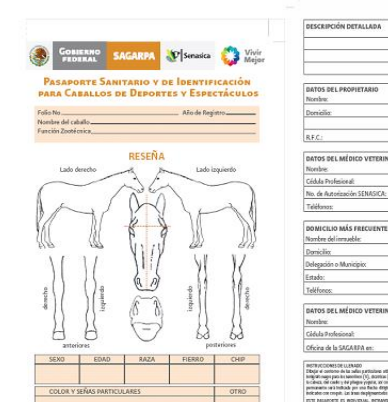 GOBIERNO
FEDERAL
SAGARPA
Senasica
Vivir
Mejor
PASAPORTE SANITARIO Y DE IDENTIFICACIÓN
PARA CABALLOS DE DEPORTES Y ESPECTÁCULOS
Folio No. Año de Registro
Nombre del caballo
Función Zootécnica
RESEÑA
Lado derecho Lado izquierdo
derecho izquierdo izquierdo derecho
anteriores posteriores
SEXO EDAD RAZA FIERRO CHIP
COLOR Y SEÑAS PARTICULARES OTRO
DESCRIPCIÓN DETALLADA
DATOS DEL PROPIETARIO
Nombre:
Domicilio:
R.F.C.:
DATOS DEL MÉDICO VETERIN
Nombre:
Cédula Profesional:
No. de Autorización SENASICA:
Teléfonos:
DOMICILIO MÁS FRECUENTE
Nombre del inmueble:
Domicilio:
Delegación o Municipio:
Estado:
Teléfonos:
DATOS DEL MÉDICO VETERIN
Nombre:
Cédula Profesional:
Oficina de la SAGARPA en:
INSTRUCCIONES DE LLENADO